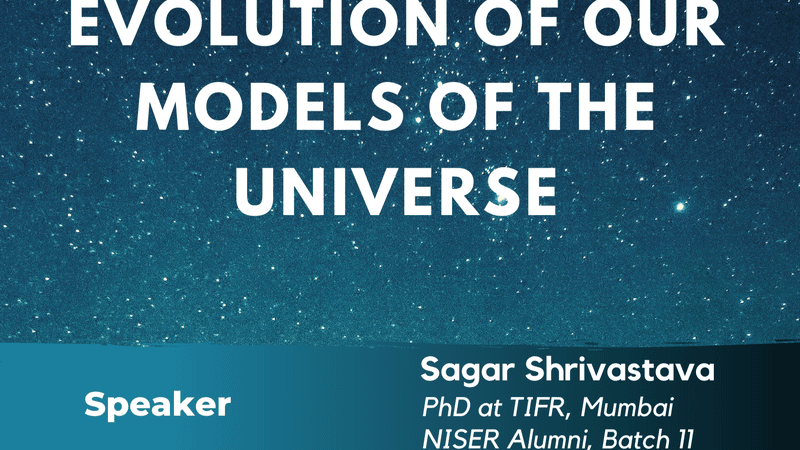 EVOLUTION OF OUR
MODELS OF THE
UNIVERSE
Speaker
Sagar Shrivastava
PhD at TIFR, Mumbai
NISER Alumni, Batch 11